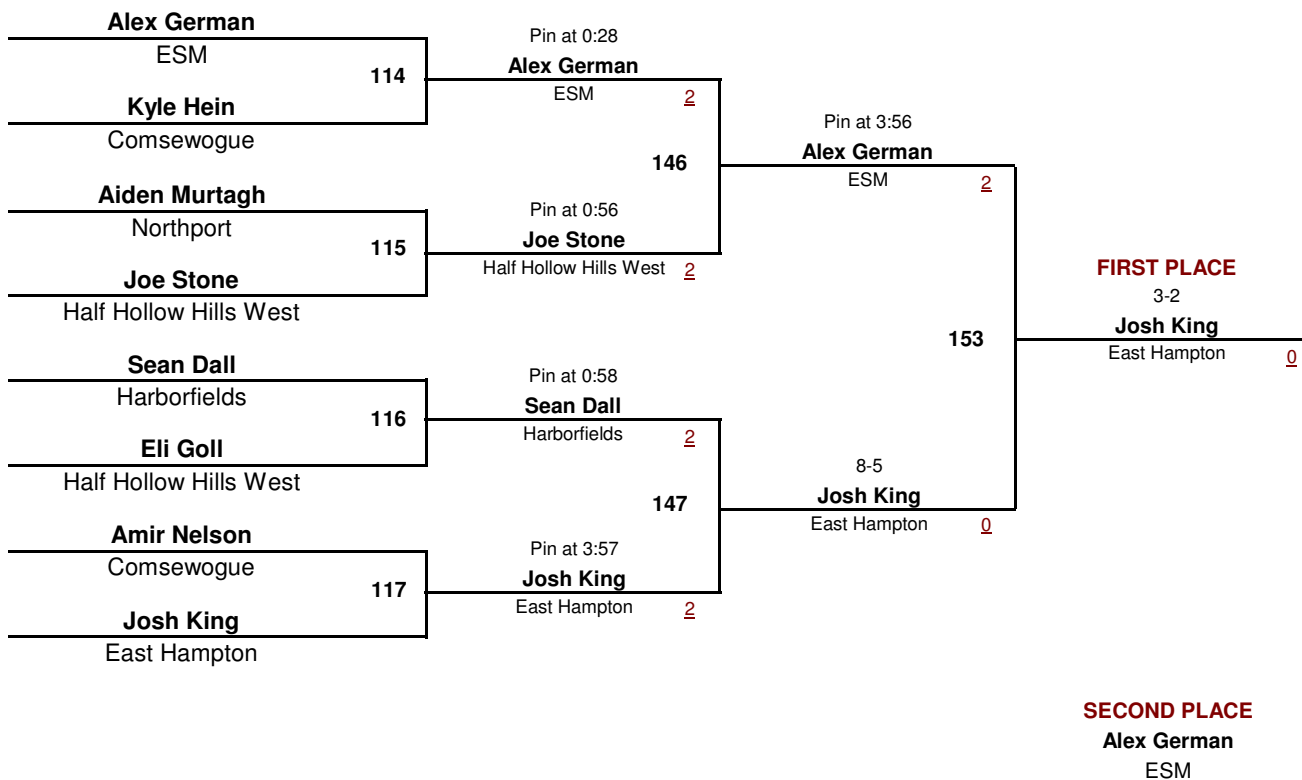 Alex German
ESM
114
Kyle Hein
Comsewogue
Aiden Murtagh
Northport
115
Joe Stone
Half Hollow Hills West
Sean Dall
Harborfields
116
Eli Goll
Half Hollow Hills West
Amir Nelson
Comsewogue
117
Josh King
East Hampton
Pin at 0:28
Alex German
ESM 2
146
Pin at 0:56
Joe Stone
Half Hollow Hills West 2
Pin at 0:58
Sean Dall
Harborfields 2
147
Pin at 3:57
Josh King
East Hampton 2
Pin at 3:56
Alex German
ESM 2
153
8-5
Josh King
East Hampton 0
FIRST PLACE
3-2
Josh King
East Hampton 0
SECOND PLACE
Alex German
ESM